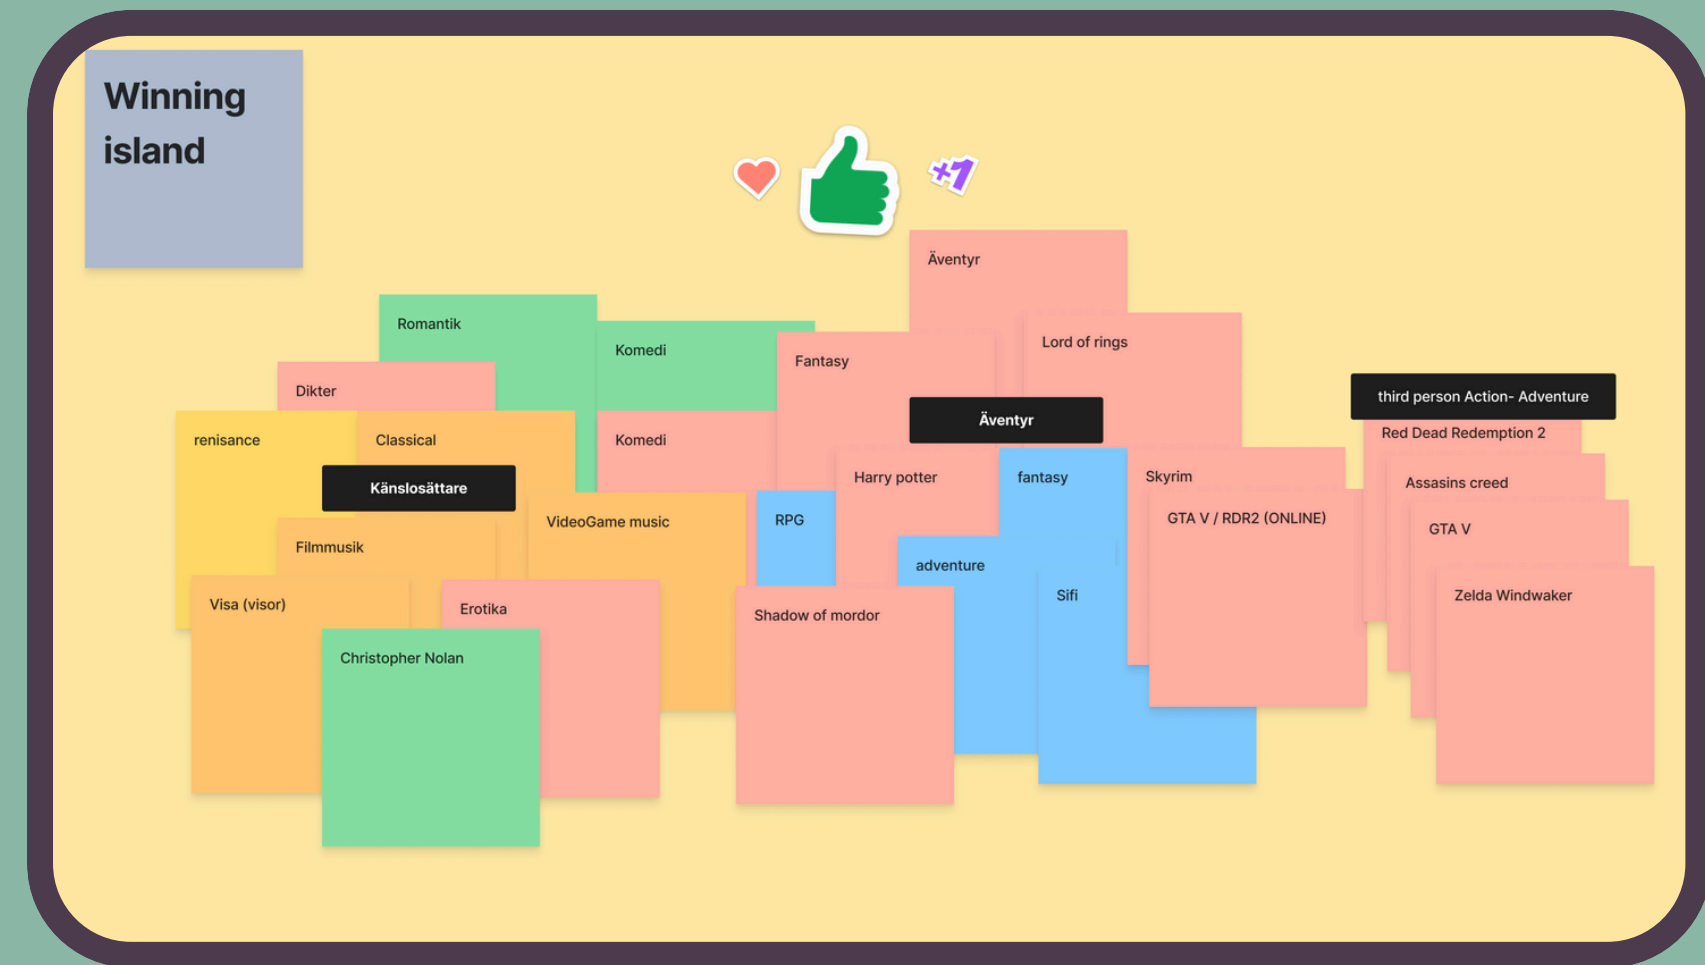 Winning
island
+1
Äventyr
Romantik
Komedi
Lord of rings
Fantasy
Dikter
third person Action- Adventure
Äventyr
Red Dead Redemption 2
renisance
Classical
Komedi
Harry potter
fantasy
Skyrim
Assasins creed
Känslosättare
VideoGame music
RPG
GTA V / RDR2 (ONLINE)
GTA V
Filmmusik
adventure
Sifi
Zelda Windwaker
Visa (visor)
Erotika
Shadow of mordor
Christopher Nolan